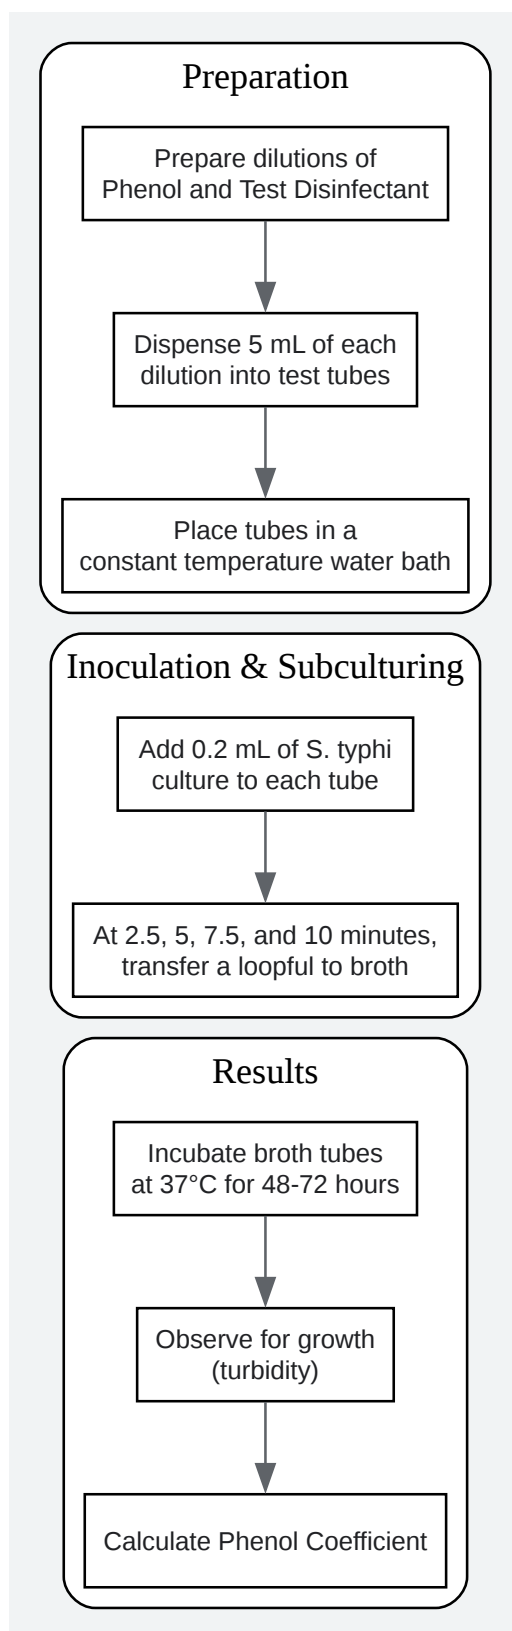 Preparation
Prepare dilutions of
Phenol and Test Disinfectant
Dispense 5 mL of each
dilution into test tubes
Place tubes in a
constant temperature water bath
Inoculation & Subculturing
Add 0.2 mL of S. typhi
culture to each tube
At 2.5, 5, 7.5, and 10 minutes,
transfer a loopful to broth
Results
Incubate broth tubes
at 37°C for 48-72 hours
Observe for growth
(turbidity)
Calculate Phenol Coefficient